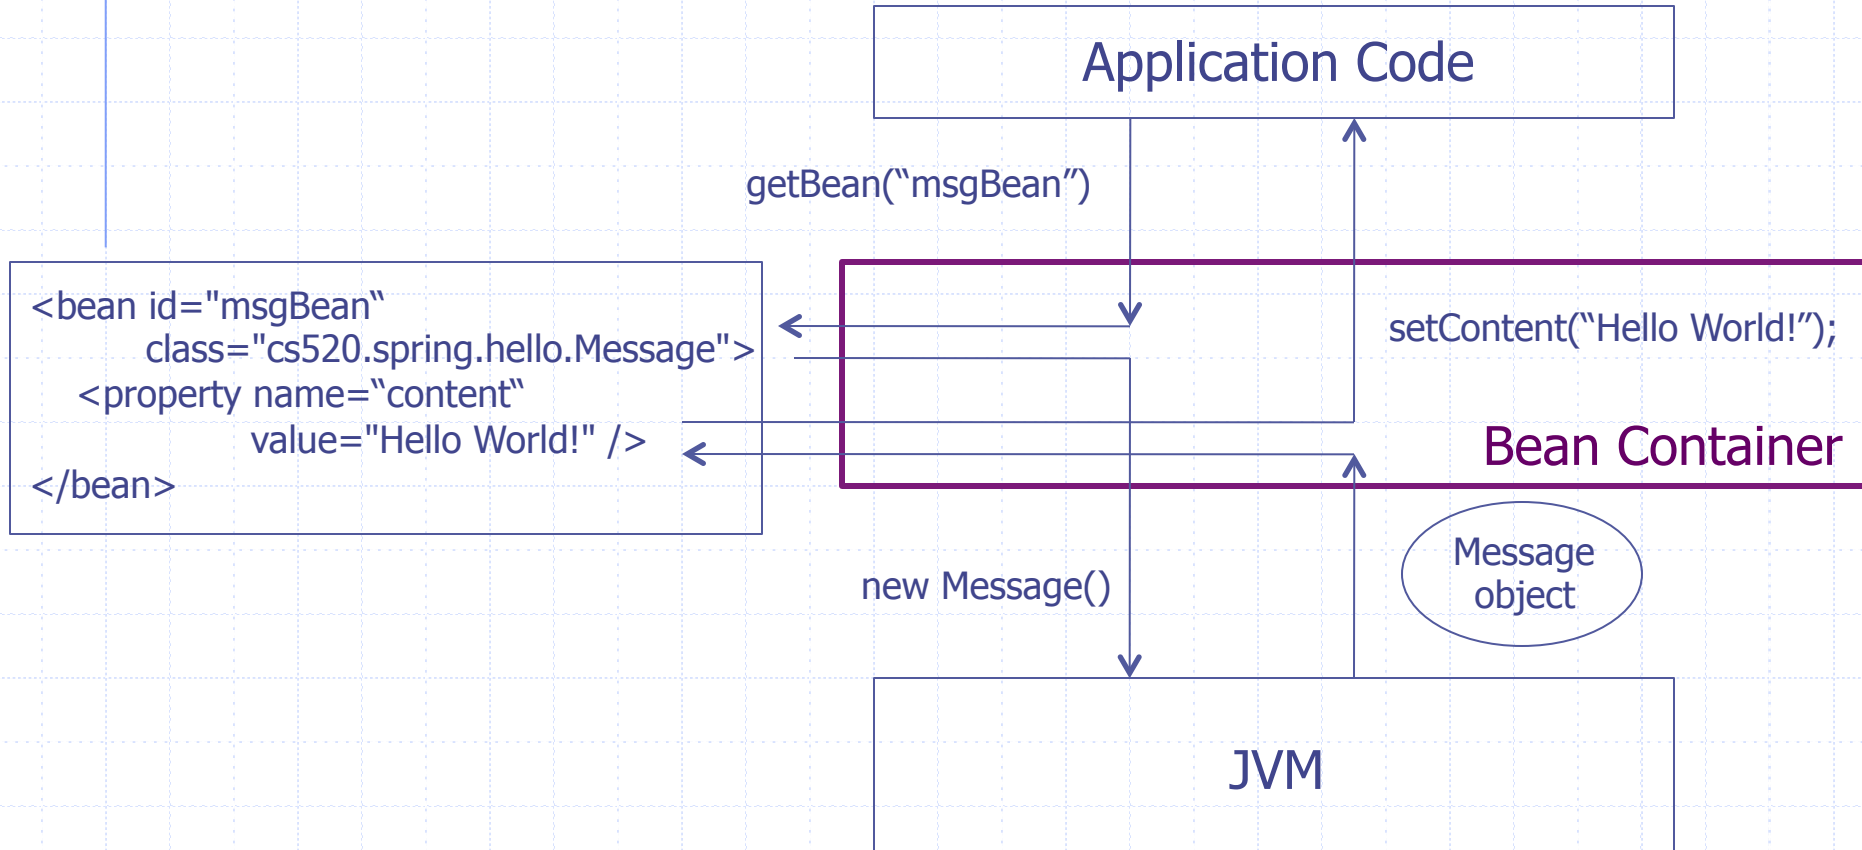 Application Code
getBean(“msgBean”)
<bean id="msgBean“
class="cs520.spring.hello.Message">
<property name=“content“
value="Hello World!" />
</bean>
setContent(“Hello World!”);
Bean Container
new Message()
Message
object
JVM